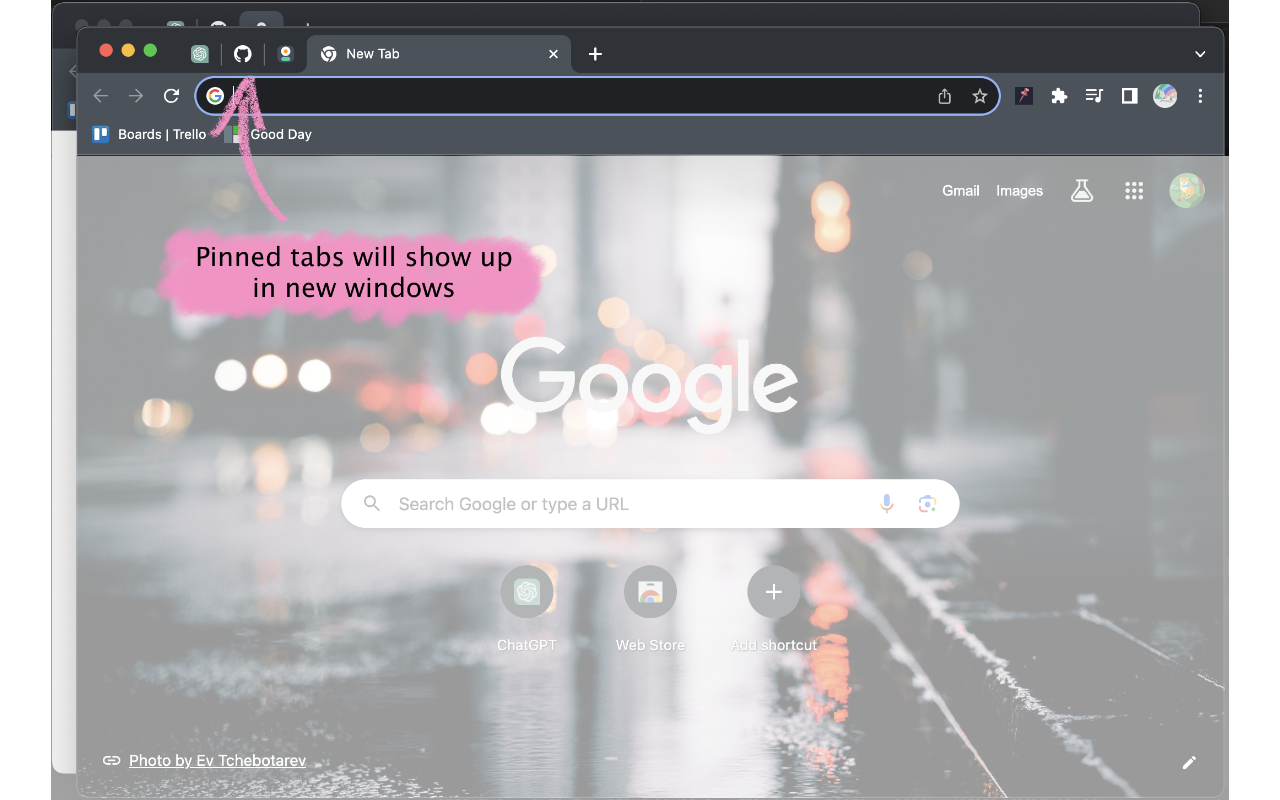 New Tab
Boards | Trello
Good Day
Gmail
Images
Pinned tabs will show up
in new windows
Google
Search Google or type a URL
ChatGPT
Web Store
Add shortcut
Photo by Ev Tchebotarev